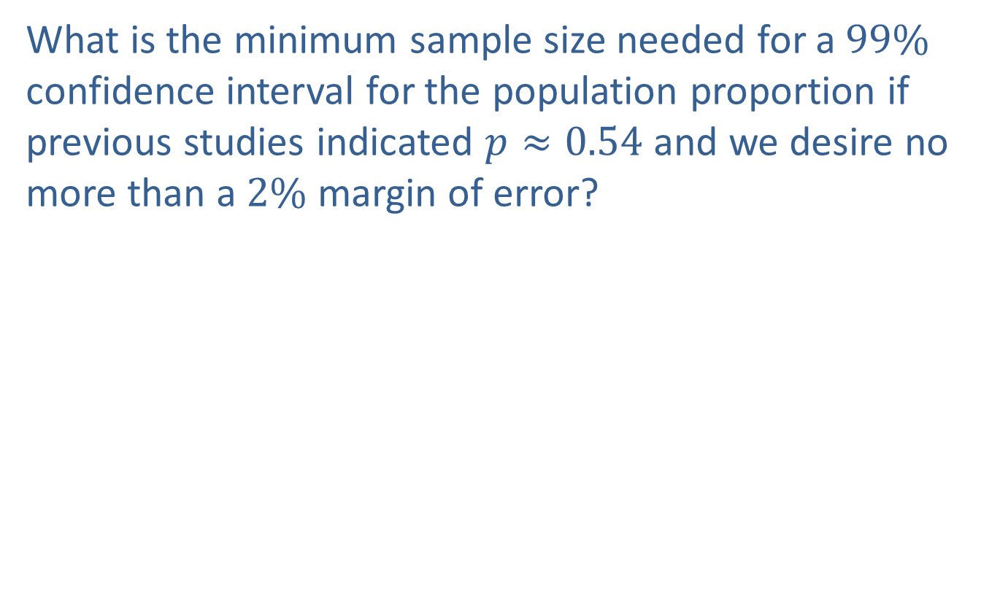 What is the minimum sample size needed for a 99%
confidence interval for the population proportion if
previous studies indicated p ≈ 0.54 and we desire no
more than a 2% margin of error?